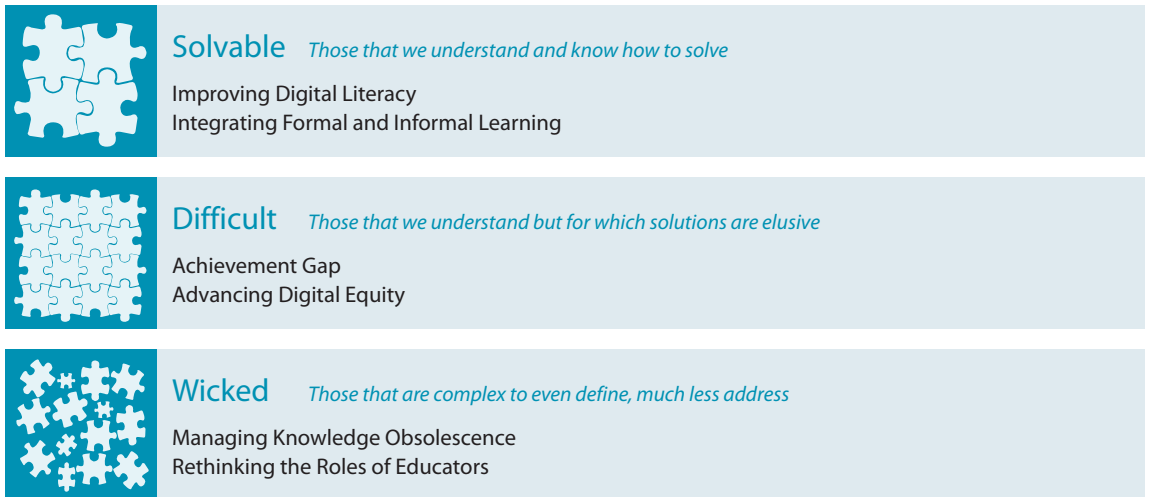 Solvable Those that we understand and know how to solve
Improving Digital Literacy
Integrating Formal and Informal Learning
Difficult Those that we understand but for which solutions are elusive
Achievement Gap
Advancing Digital Equity
Wicked Those that are complex to even define, much less address
Managing Knowledge Obsolescence
Rethinking the Roles of Educators